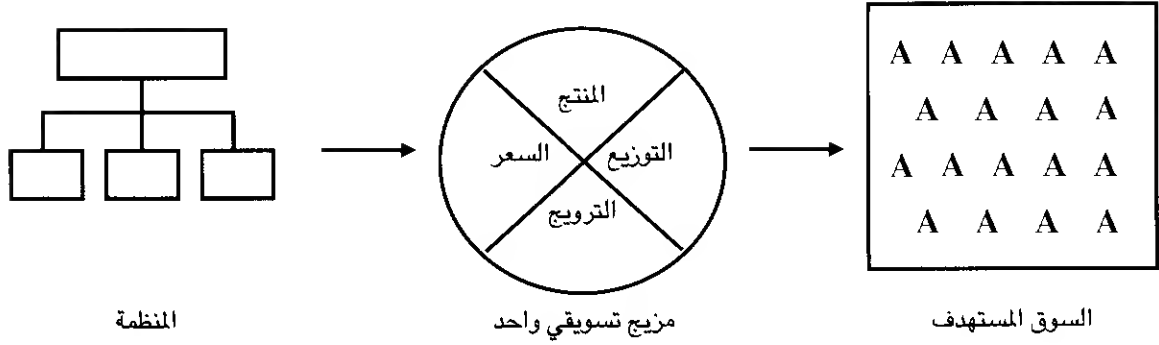 المنتج
السعر
التوزيع
الترويج
A A A A A
A A A A
A A A A A
A A A A
المنظمة
مزيج تسويقي واحد
السوق المستهدف